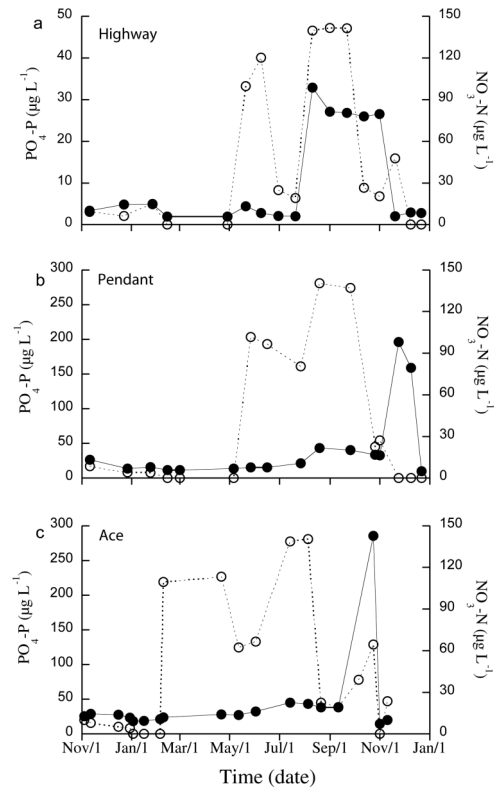 a
Highway
50
40
30
20
10
0
PO4-P (µg L-1)
150
120
90
60
30
0
NO3-N (µg L-1)
b
Pendant
300
250
200
150
100
50
0
PO4-P (µg L-1)
150
120
90
60
30
0
NO3-N (µg L-1)
c
Ace
300
250
200
150
100
50
0
PO4-P (µg L-1)
150
120
90
60
30
0
NO3-N (µg L-1)
Nov/1 Jan/1 Mar/1 May/1 Jul/1 Sep/1 Nov/1 Jan/1
Time (date)